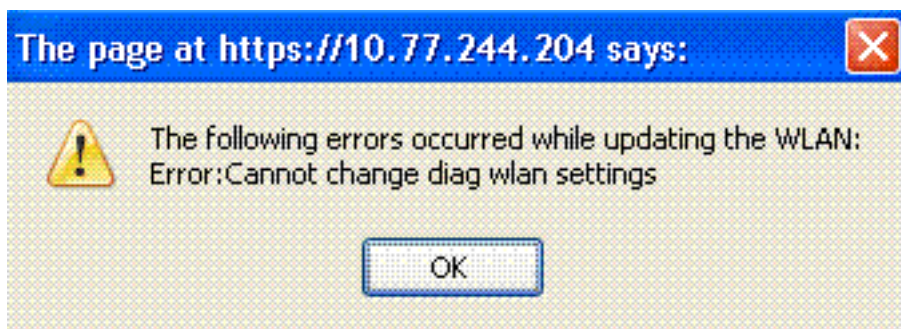 The page at https://10.77.244.204 says:
The following errors occurred while updating the WLAN:
Error:Cannot change diag wlan settings
OK